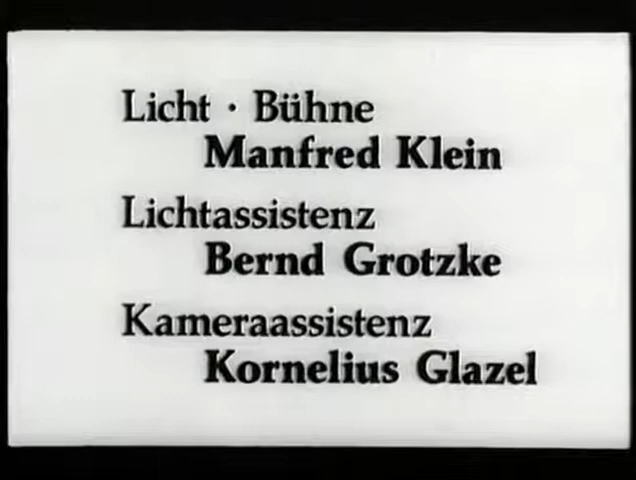 Licht · Bühne
Manfred Klein
Lichtassistenz
Bernd Grotzke
Kameraassistenz
Kornelius Glazel